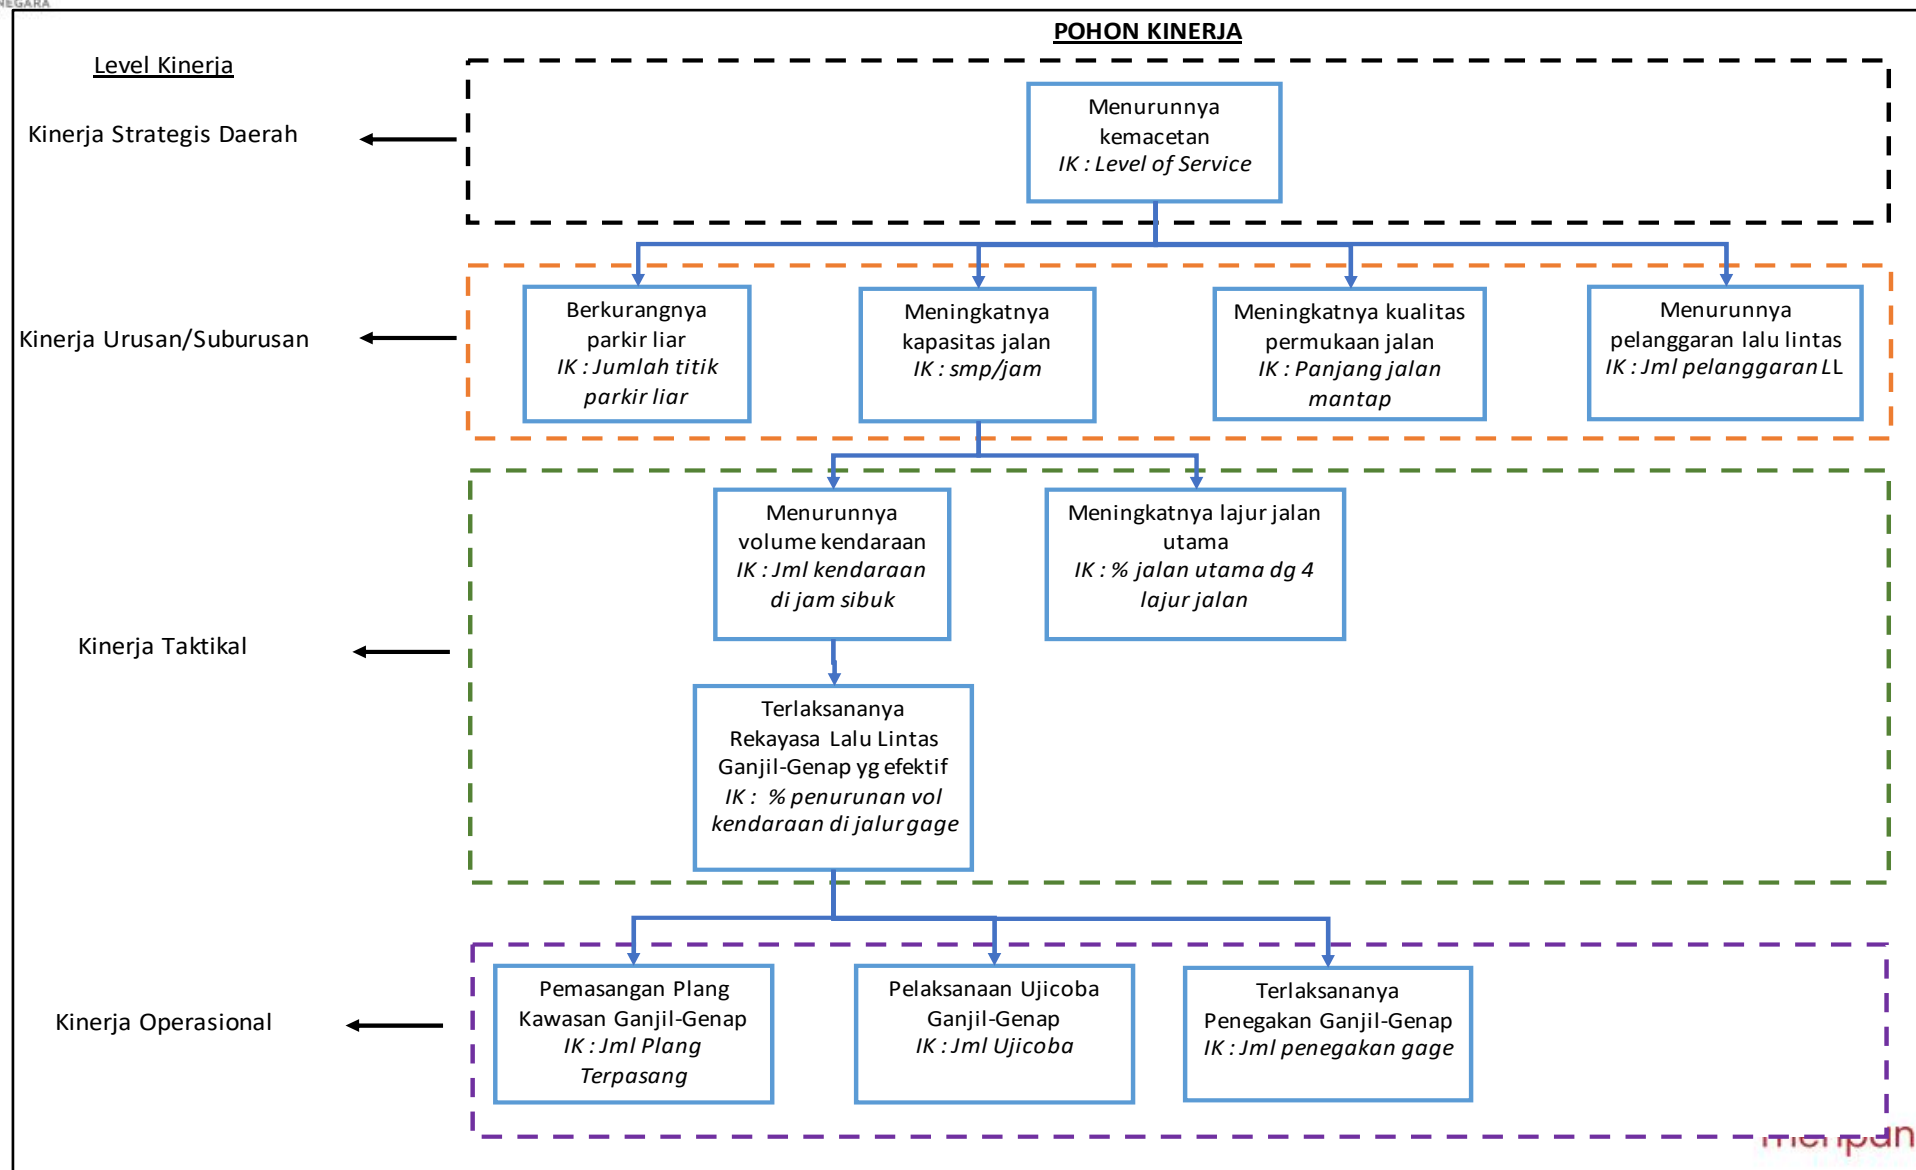 NEGARA
POHON KINERJA
Level Kinerja
Kinerja Strategis Daerah
Menurunnya
kemacetan
IK : Level of Service
Kinerja Urusan/Suburusan
Berkurangnya
parkir liar
IK : Jumlah titik
parkir liar
Meningkatnya
kapasitas jalan
IK : smp/jam
Meningkatnya kualitas
permukaan jalan
IK : Panjang jalan
mantap
Menurunnya
pelanggaran lalu lintas
IK : Jml pelanggaran LL
Kinerja Taktikal
Menurunnya
volume kendaraan
IK : Jml kendaraan
di jam sibuk
Meningkatnya lajur jalan
utama
IK : % jalan utama dg 4
lajur jalan
Terlaksananya
Rekayasa Lalu Lintas
Ganjil-Genap yg efektif
IK : % penurunan vol
kendaraan di jalur gage
Kinerja Operasional
Pemasangan Plang
Kawasan Ganjil-Genap
IK : Jml Plang
Terpasang
Pelaksanaan Ujicoba
Ganjil-Genap
IK : Jml Ujicoba
Terlaksananya
Penegakan Ganjil-Genap
IK : Jml penegakan gage